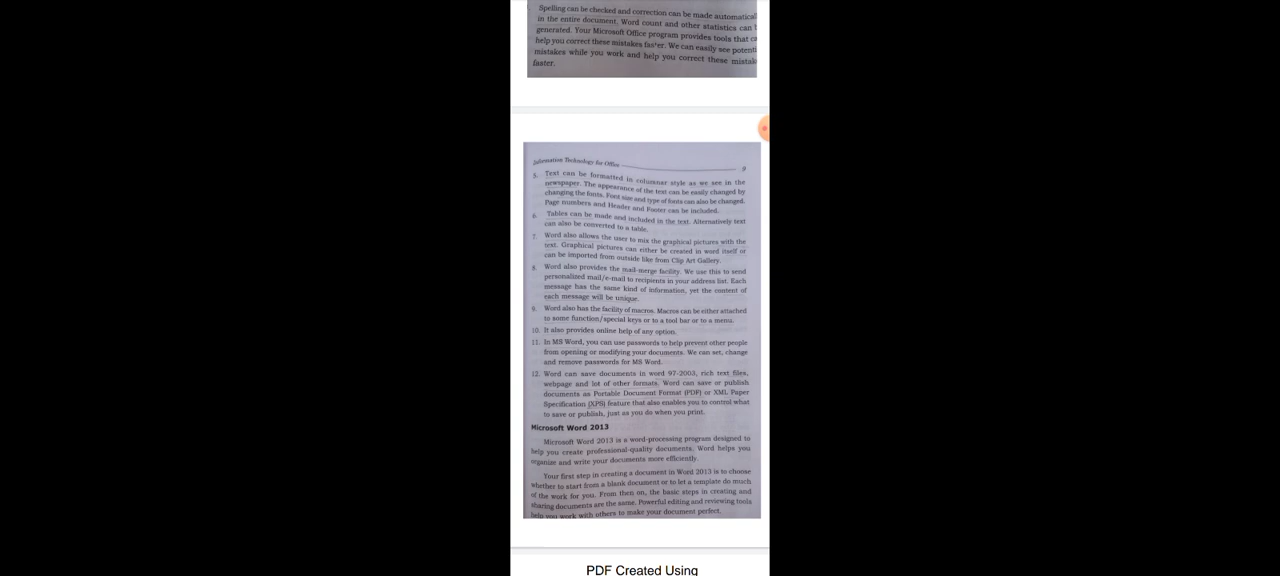 Spelling can be checked and correction can be made automatical
in the entire document. Word count and other statistics can
generated. Your Microsoft Office program provides tools that ca
help you correct these mistakes faster. We can easily see potenti
mistakes while you work and help you correct these mistak
faster.
Information Technology for Office 9
5. Text can be formatted in columnar style as we see in the
newspaper. The appearance of the text can be easily changed by
changing the fonts. Font size and type of fonts can also be changed.
Page numbers and Header and Footer can be included.
6. Tables can be made and included in the text. Alternatively text
can also be converted to a table.
7. Word also allows the user to mix the graphical pictures with the
text. Graphical pictures can either be created in word itself or
can be imported from outside like from Clip Art Gallery.
8. Word also provides the mail-merge facility. We use this to send
personalized mail/e-mail to recipients in your address list. Each
message has the same kind of information, yet the content of
each message will be unique.
9. Word also has the facility of macros. Macros can be either attached
to some function/special keys or to a tool bar or to a menu.
10. It also provides online help of any option.
11. In MS Word, you can use passwords to help prevent other people
from opening or modifying your documents. We can set, change
and remove passwords for MS Word.
12. Word can save documents in word 97-2003, rich text files,
webpage and lot of other formats. Word can save or publish
documents as Portable Document Format (PDF) or XML Paper
Specification (XPS) feature that also enables you to control what
to save or publish, just as you do when you print.
Microsoft Word 2013
Microsoft Word 2013 is a word-processing program designed to
help you create professional-quality documents. Word helps you
organize and write your documents more efficiently.
Your first step in creating a document in Word 2013 is to choose
whether to start from a blank document or to let a template do much
of the work for you. From then on, the basic steps in creating and
sharing documents are the same. Powerful editing and reviewing tools
help you work with others to make your document perfect.
PDF Created Using